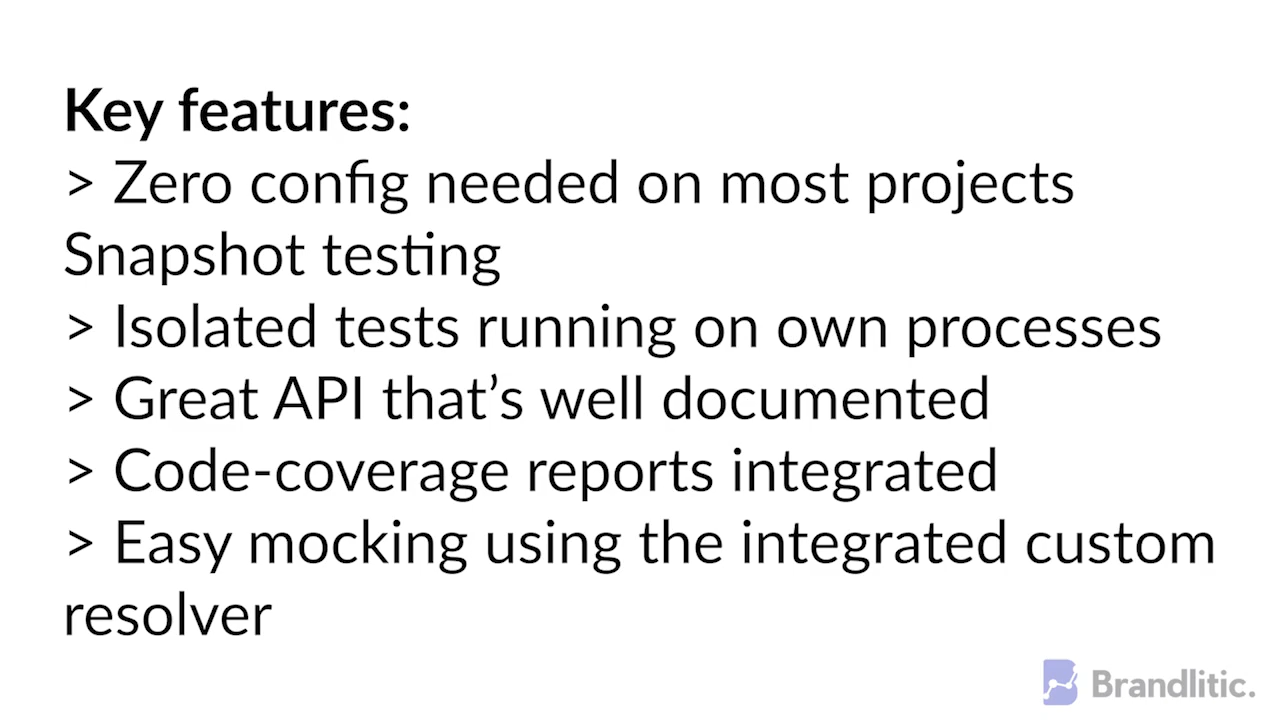 Key features:
> Zero config needed on most projects
Snapshot testing
> Isolated tests running on own processes
> Great API that’s well documented
> Code-coverage reports integrated
> Easy mocking using the integrated custom
resolver
Brandlitic.